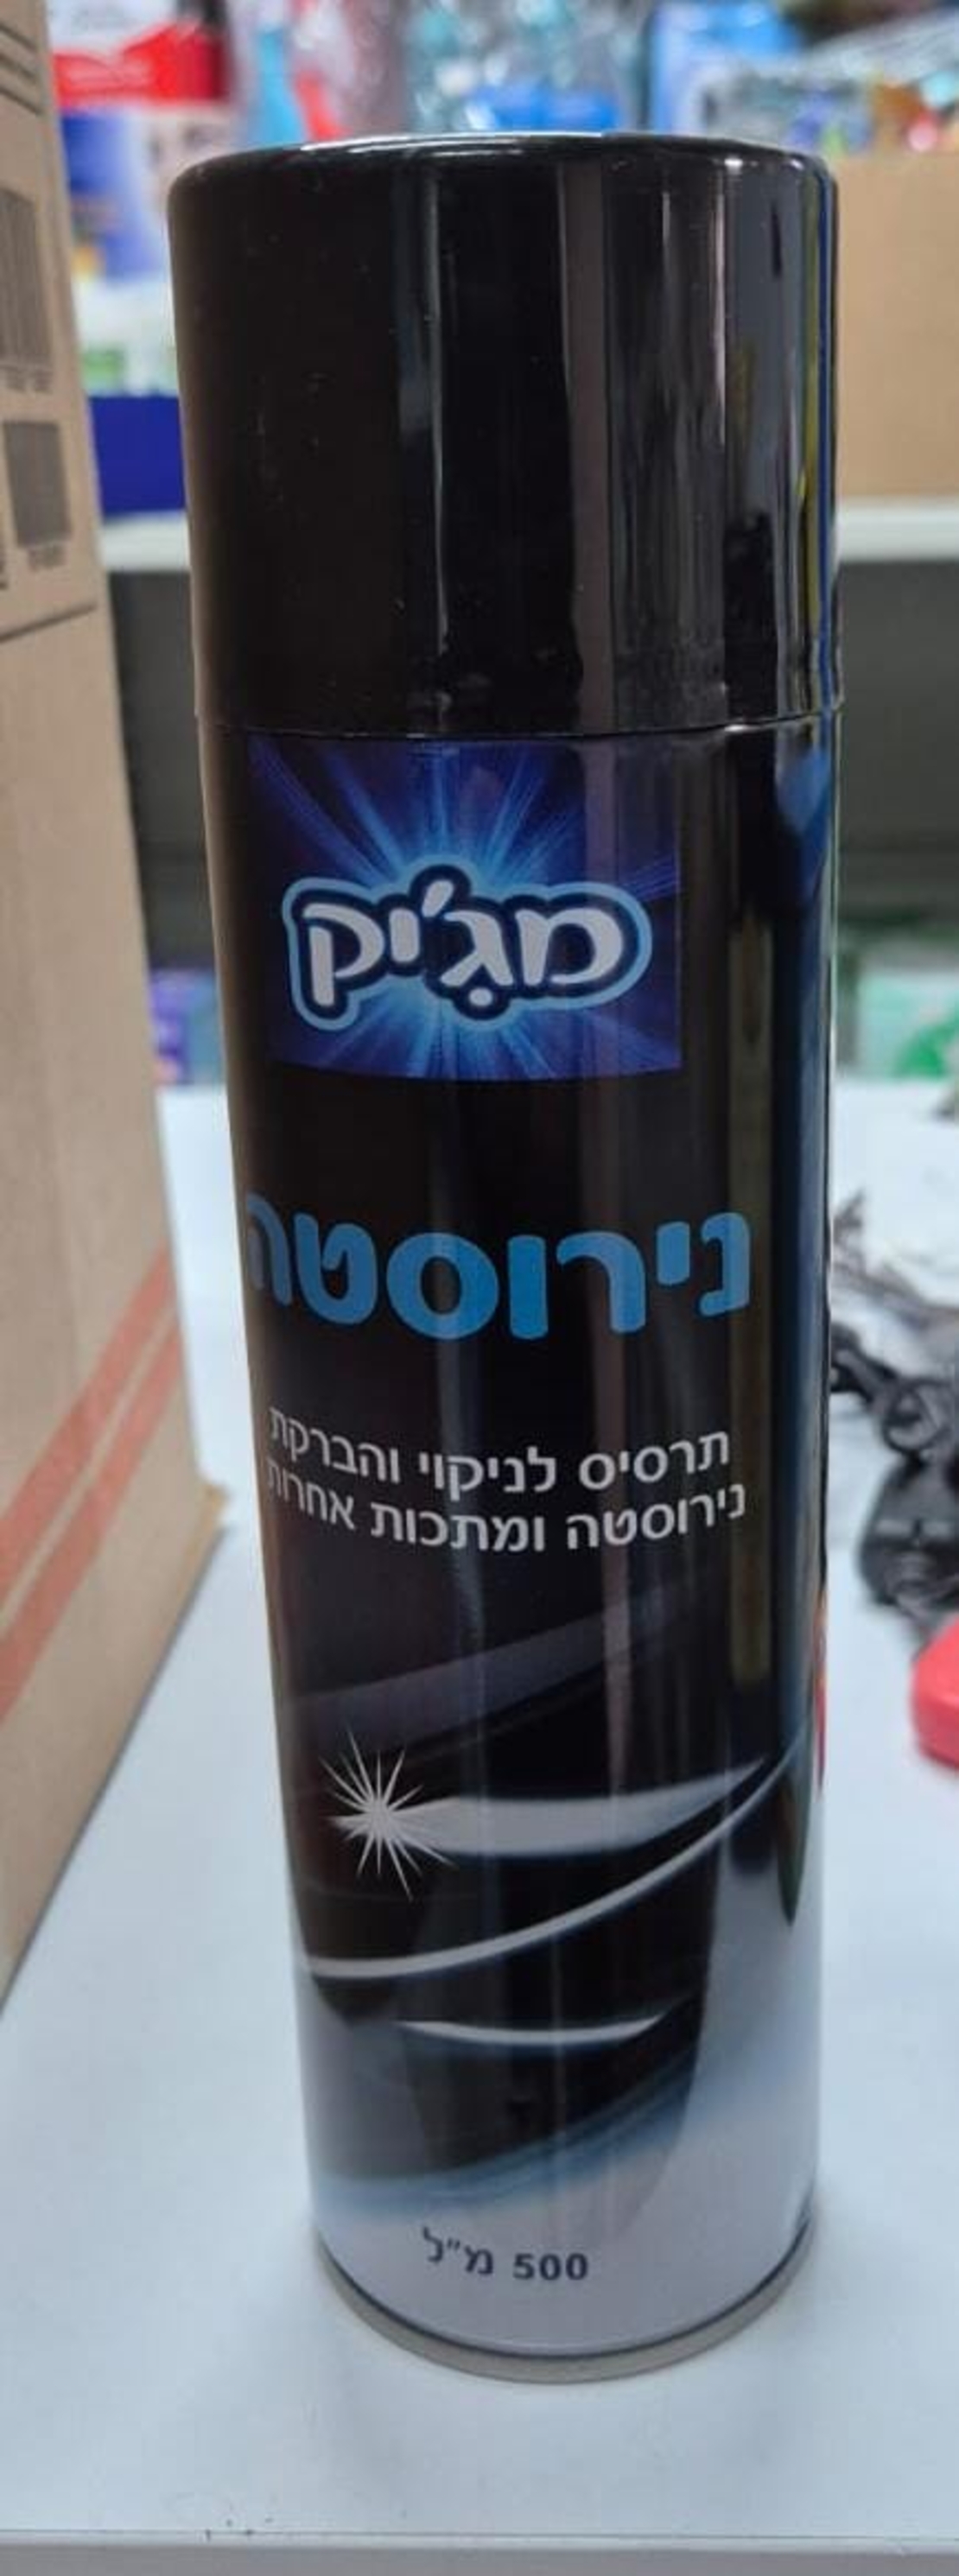 מג'יק
נירוסטה
תרסיס לניקוי והברקת
נירוסטה ומתכות אחרות
500 מ"ל